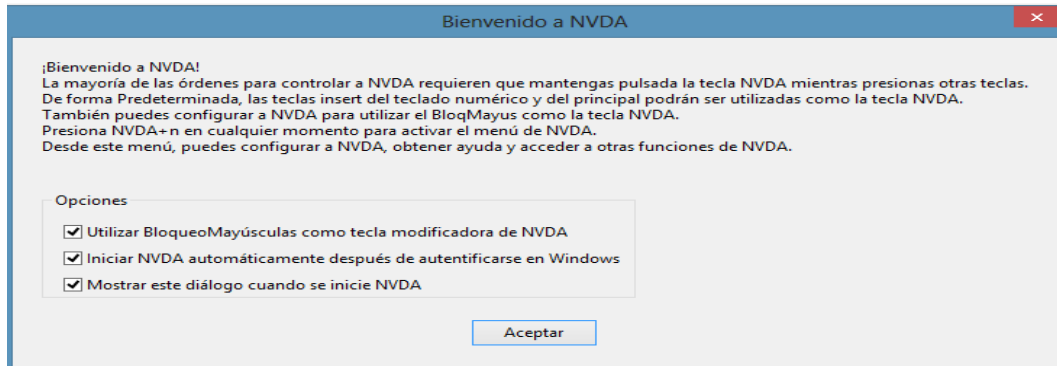 Bienvenido a NVDA
¡Bienvenido a NVDA!
La mayoría de las órdenes para controlar a NVDA requieren que mantengas pulsada la tecla NVDA mientras presionas otras teclas.
De forma Predeterminada, las teclas insert del teclado numérico y del principal podrán ser utilizadas como la tecla NVDA.
También puedes configurar a NVDA para utilizar el BloqMayus como la tecla NVDA.
Presiona NVDA+n en cualquier momento para activar el menú de NVDA.
Desde este menú, puedes configurar a NVDA, obtener ayuda y acceder a otras funciones de NVDA.
Opciones
Utilizar BloqueoMayúsculas como tecla modificadora de NVDA
Iniciar NVDA automáticamente después de autentificarse en Windows
Mostrar este diálogo cuando se inicie NVDA
Aceptar